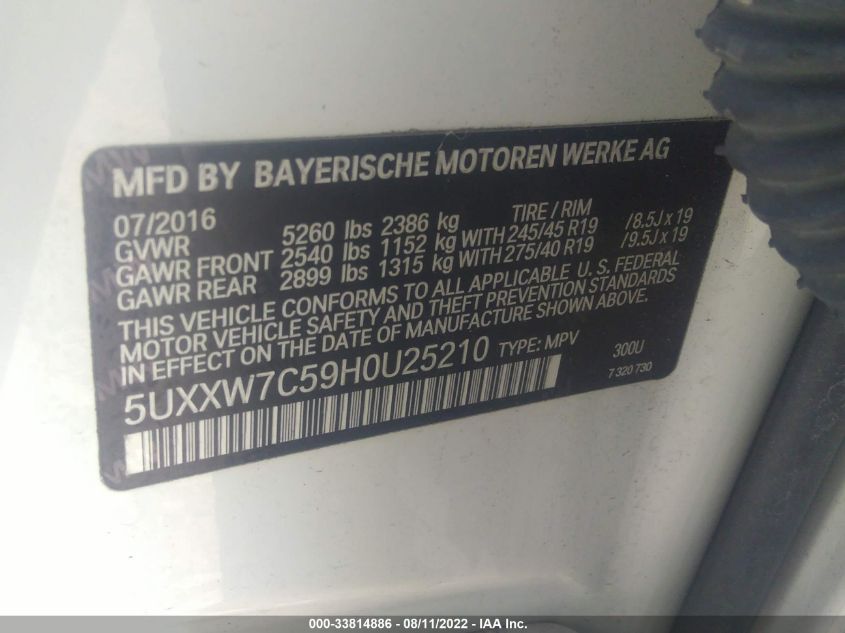 MFD BY BAYERISCHE MOTOREN WERKE AG
07/2016 TIRE / RIM
GVWR 5260 lbs 2386 kg
GAWR FRONT 2540 lbs 1152 kg WITH 245/45 R19 /8.5J x 19
GAWR REAR 2899 lbs 1315 kg WITH 275/40 R19 /9.5J x 19
THIS VEHICLE CONFORMS TO ALL APPLICABLE U. S. FEDERAL
MOTOR VEHICLE SAFETY AND THEFT PREVENTION STANDARDS
IN EFFECT ON THE DATE OF MANUFACTURE SHOWN ABOVE.
5UXXW7C59H0U25210 TYPE: MPV 300U
7 320 730
000-33814886 - 08/11/2022 - IAA Inc.